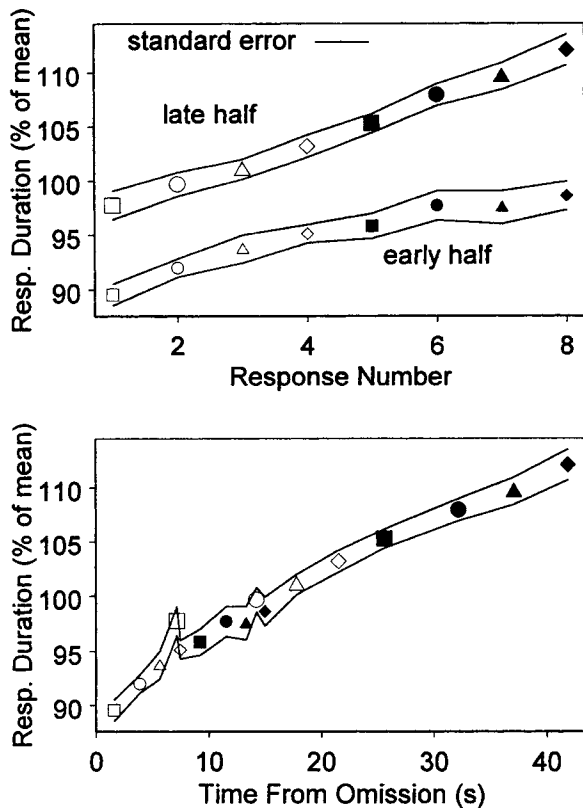 standard error
late half
early half
Resp. Duration (% of mean)
110
105
100
95
90
2 4 6 8
Response Number
Resp. Duration (% of mean)
110
105
100
95
90
0 10 20 30 40
Time From Omission (s)